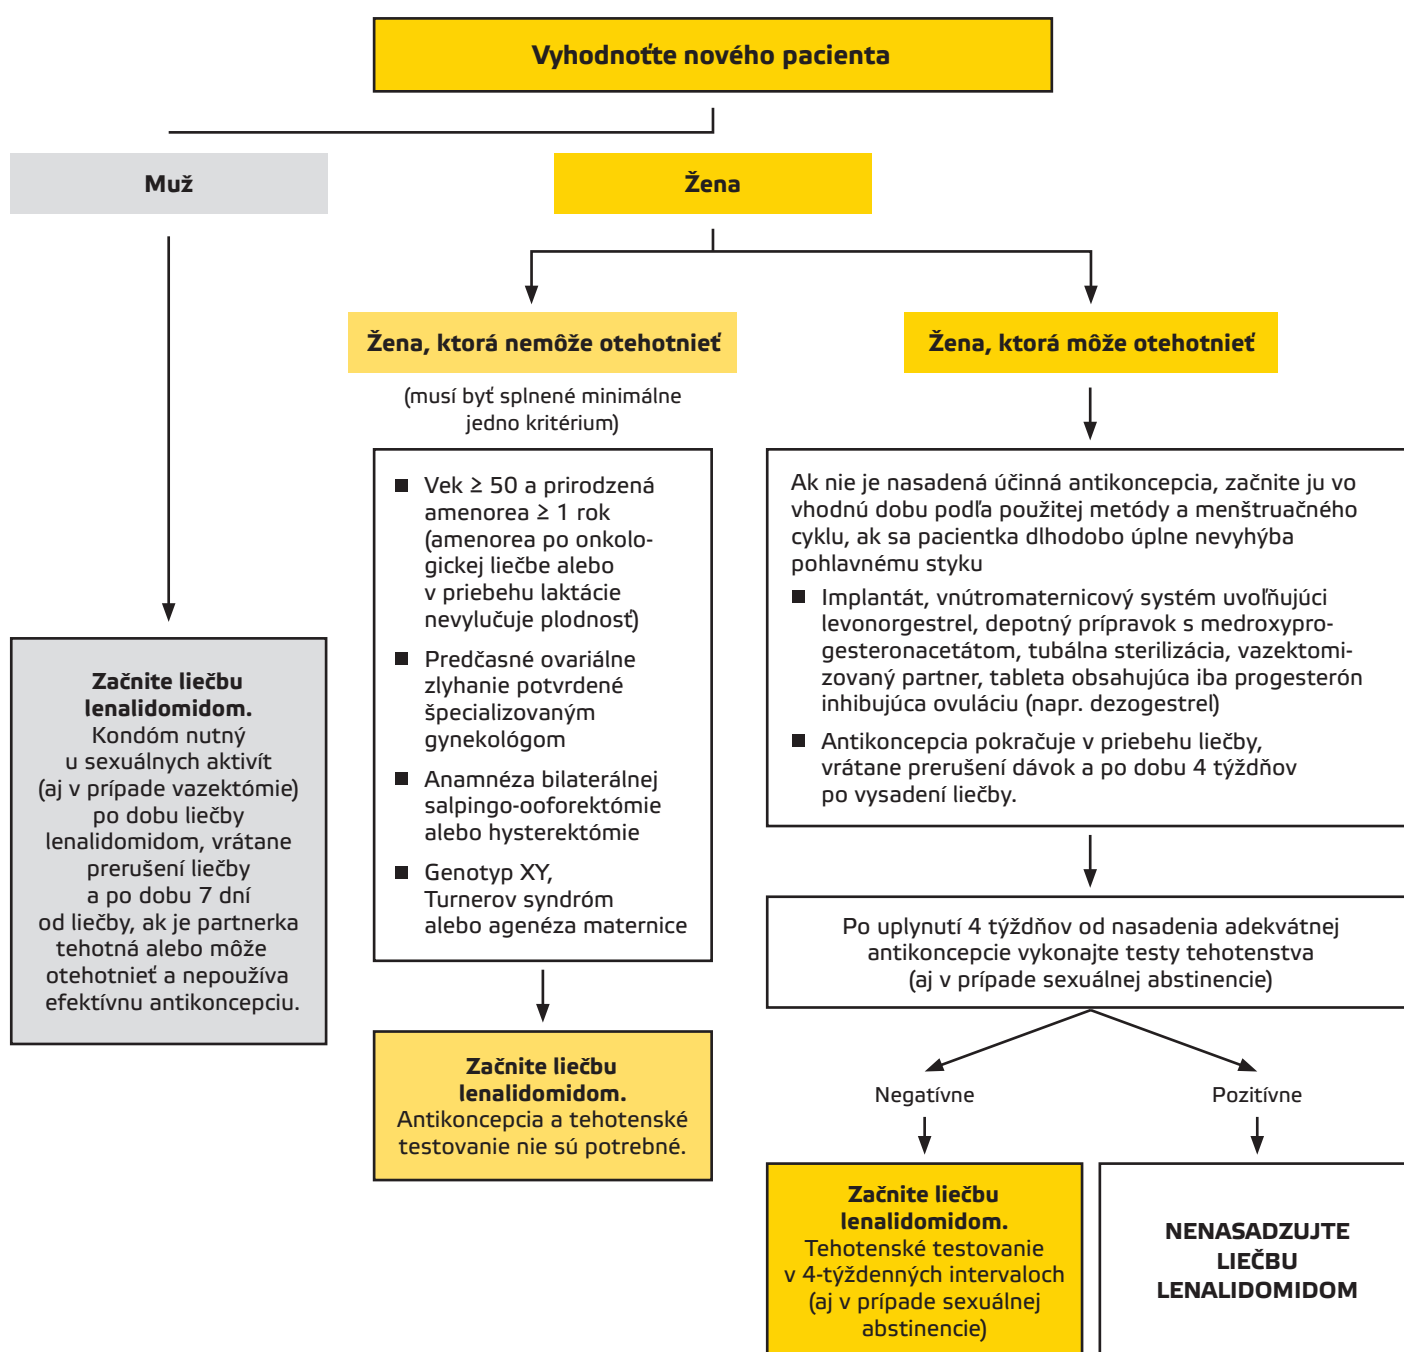 Vyhodnoťte nového pacienta
Muž
Žena
Žena, ktorá nemôže otehotnieť
(musí byť splnené minimálne
jedno kritérium)
Žena, ktorá môže otehotnieť
■ Vek ≥ 50 a prirodzená
amenorea ≥ 1 rok
(amenorea po onkolo-
gickej liečbe alebo
v priebehu laktácie
nevylučuje plodnosť)
■ Predčasné ovariálne
zlyhanie potvrdené
špecializovaným
gynekológom
■ Anamnéza bilaterálnej
salpingo-ooforektómie
alebo hysterektómie
■ Genotyp XY,
Turnerov syndróm
alebo agenéza maternice
Ak nie je nasadená účinná antikoncepcia, začnite ju vo
vhodnú dobu podľa použitej metódy a menštruačného
cyklu, ak sa pacientka dlhodobo úplne nevyhýba
pohlavnému styku
■ Implantát, vnútromaternicový systém uvoľňujúci
levonorgestrel, depotný prípravok s medroxypro-
gesteronacetátom, tubálna sterilizácia, vazektomi-
zovaný partner, tableta obsahujúca iba progesterón
inhibujúca ovuláciu (napr. dezogestrel)
■ Antikoncepcia pokračuje v priebehu liečby,
vrátane prerušení dávok a po dobu 4 týždňov
po vysadení liečby.
Začnite liečbu
lenalidomidom.
Kondóm nutný
u sexuálnych aktivít
(aj v prípade vazektómie)
po dobu liečby
lenalidomidom, vrátane
prerušení liečby
a po dobu 7 dní
od liečby, ak je partnerka
tehotná alebo môže
otehotnieť a nepoužíva
efektívnu antikoncepciu.
Po uplynutí 4 týždňov od nasadenia adekvátnej
antikoncepcie vykonajte testy tehotenstva
(aj v prípade sexuálnej abstinencie)
Začnite liečbu
lenalidomidom.
Antikoncepcia a tehotenské
testovanie nie sú potrebné.
Negatívne
Pozitívne
Začnite liečbu
lenalidomidom.
Tehotenské testovanie
v 4-týždenných intervaloch
(aj v prípade sexuálnej
abstinencie)
NENASADZUJTE
LIEČBU
LENALIDOMIDOM